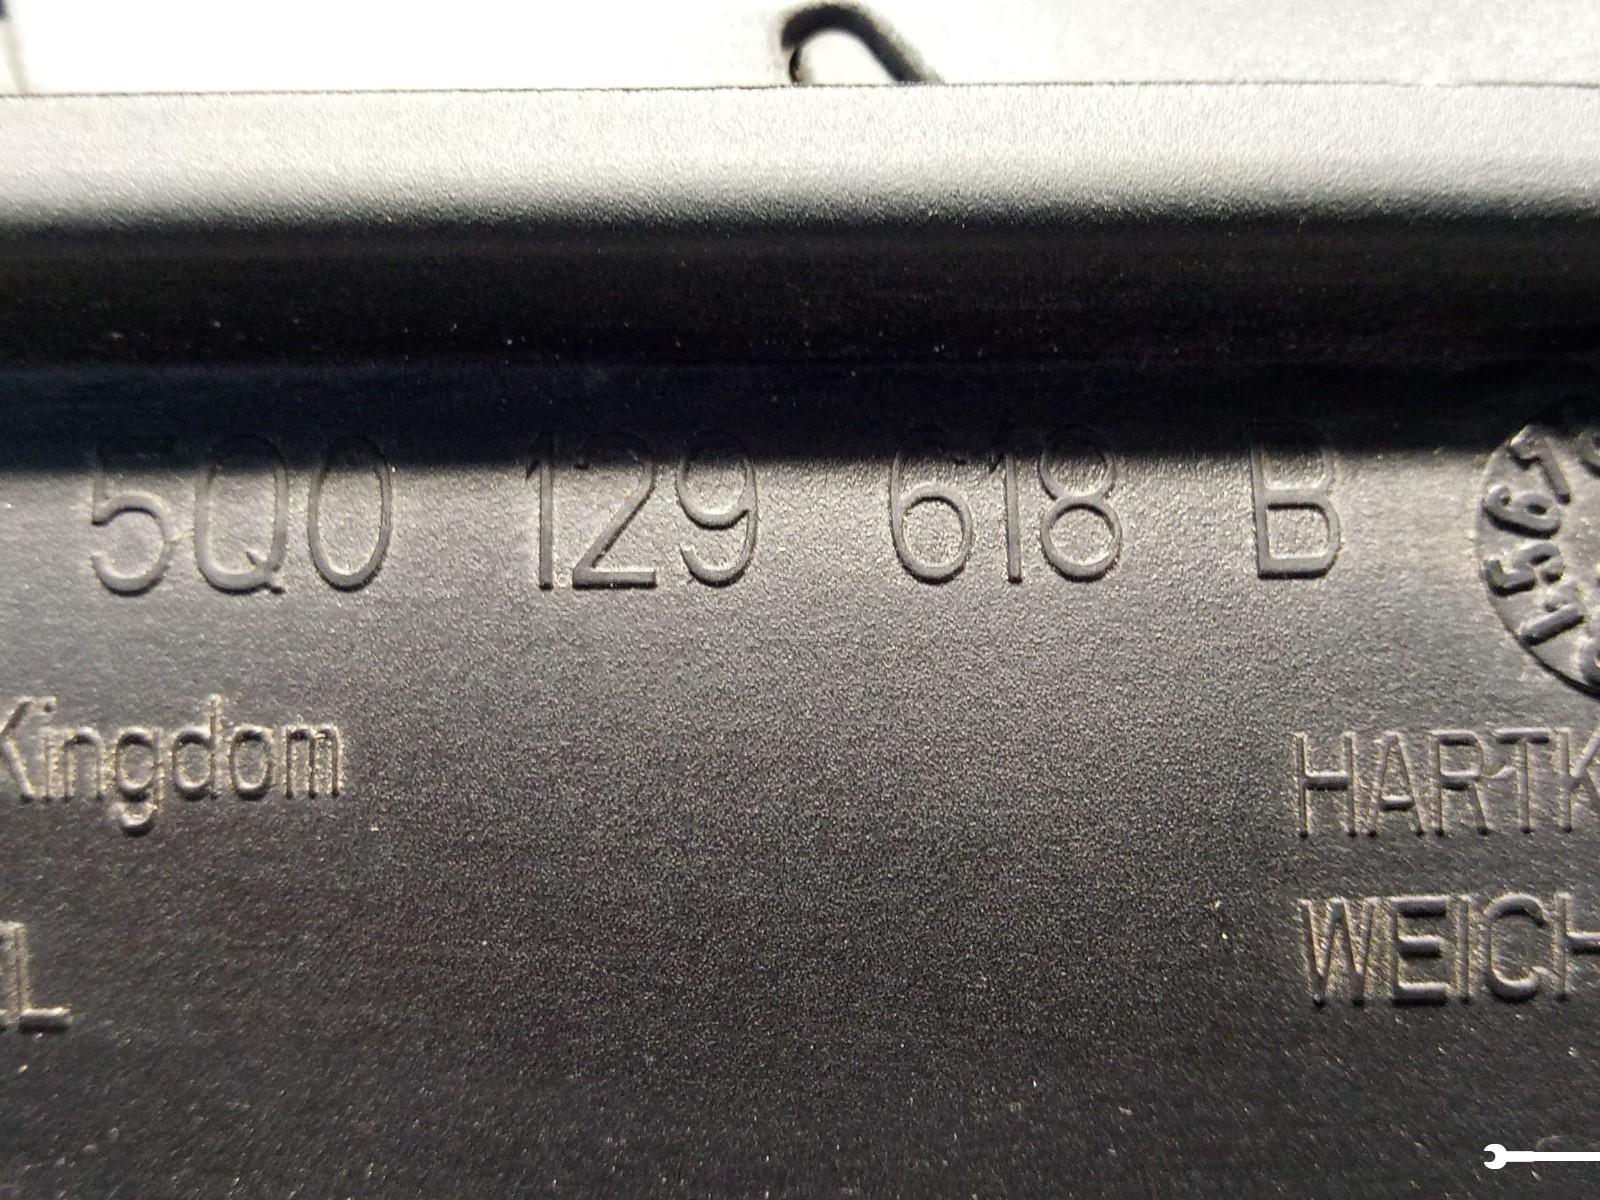 5Q0 129 618 B
Kingdom
HARTK
WEICH